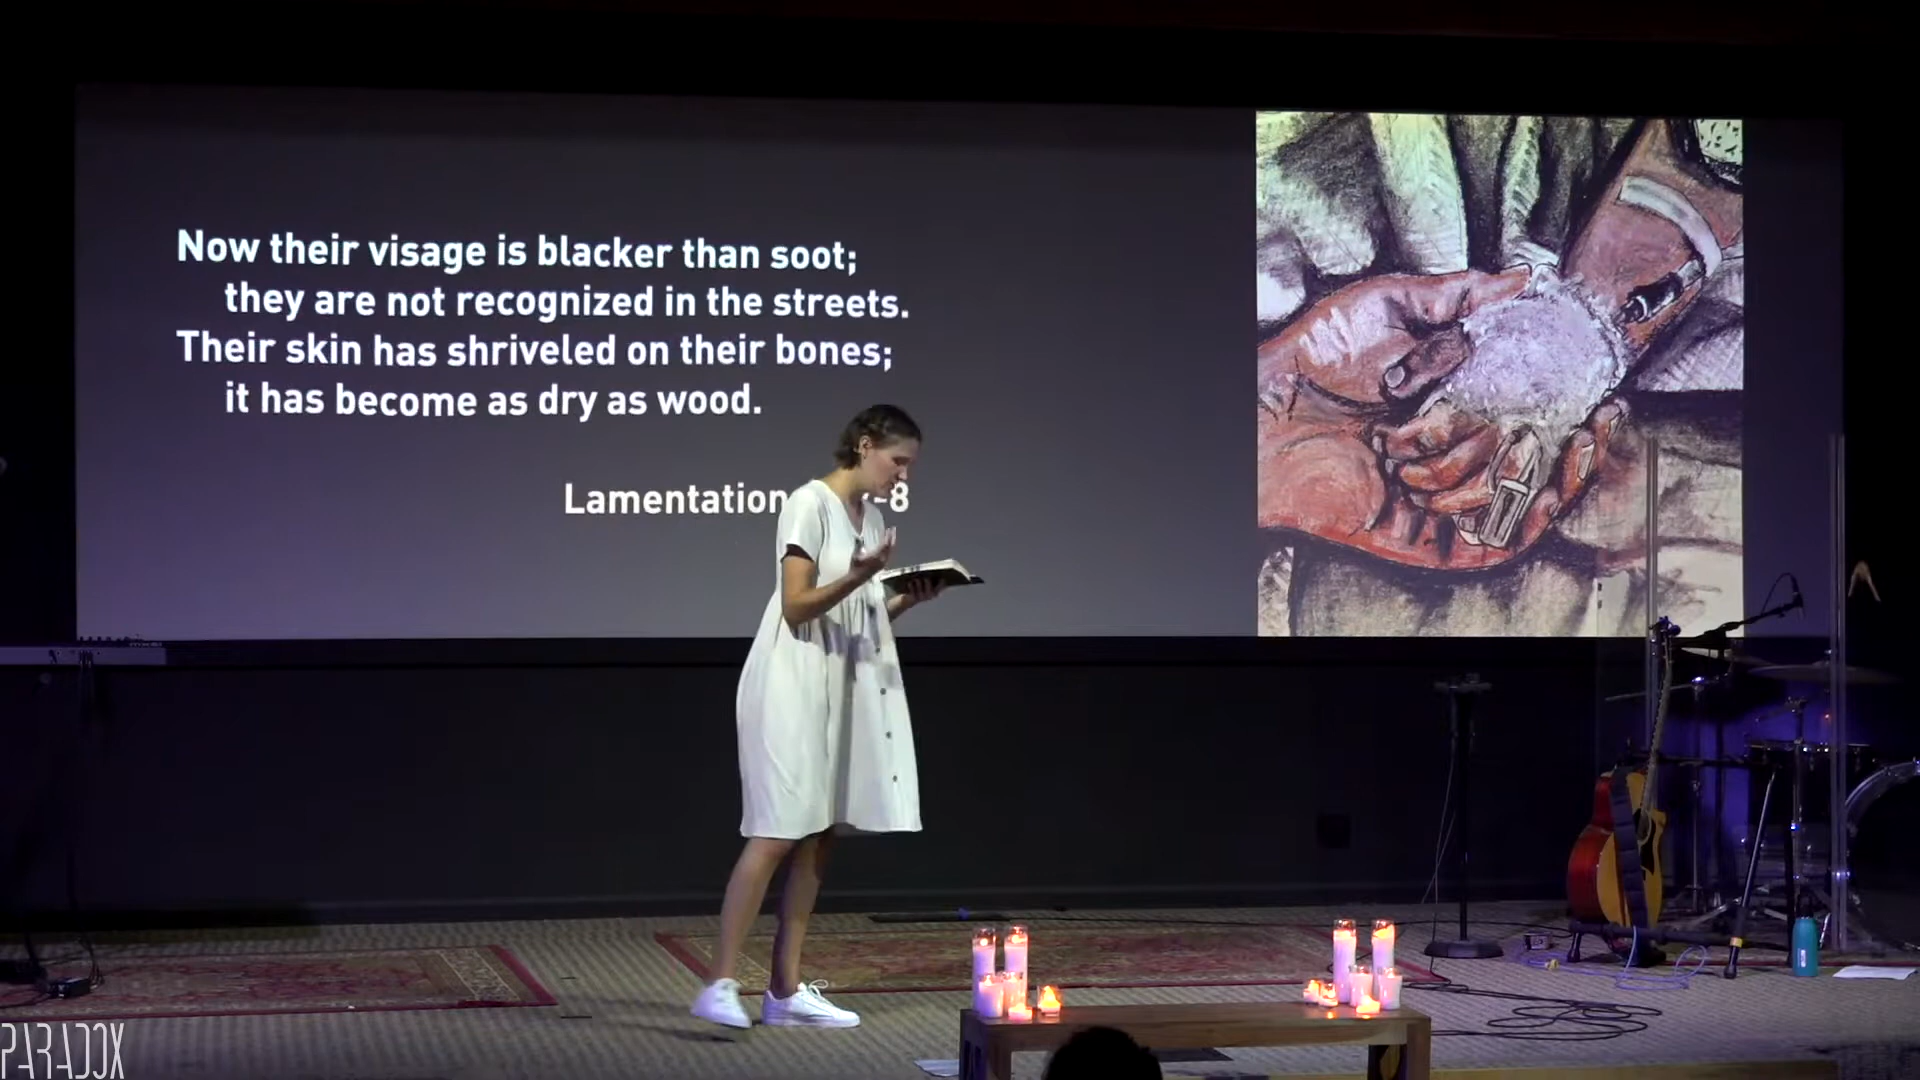 Now their visage is blacker than soot;
they are not recognized in the streets.
Their skin has shriveled on their bones;
it has become as dry as wood.
Lamentation -8
PARADOX